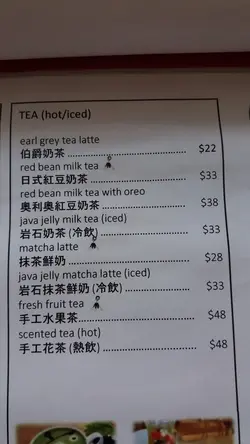 TEA (hot/iced)
earl grey tea latte
伯爵奶茶 ........................................ $22
red bean milk tea
日式紅豆奶茶 ................................ $33
red bean milk tea with oreo
奧利奧紅豆奶茶 ............................ $38
java jelly milk tea (iced)
岩石奶茶 (冷飲) ............................ $33
matcha latte
抹茶鮮奶 ........................................ $28
java jelly matcha latte (iced)
岩石抹茶鮮奶 (冷飲) .................... $33
fresh fruit tea
手工水果茶 .................................... $48
scented tea (hot)
手工花茶 (熱飲) ............................ $48